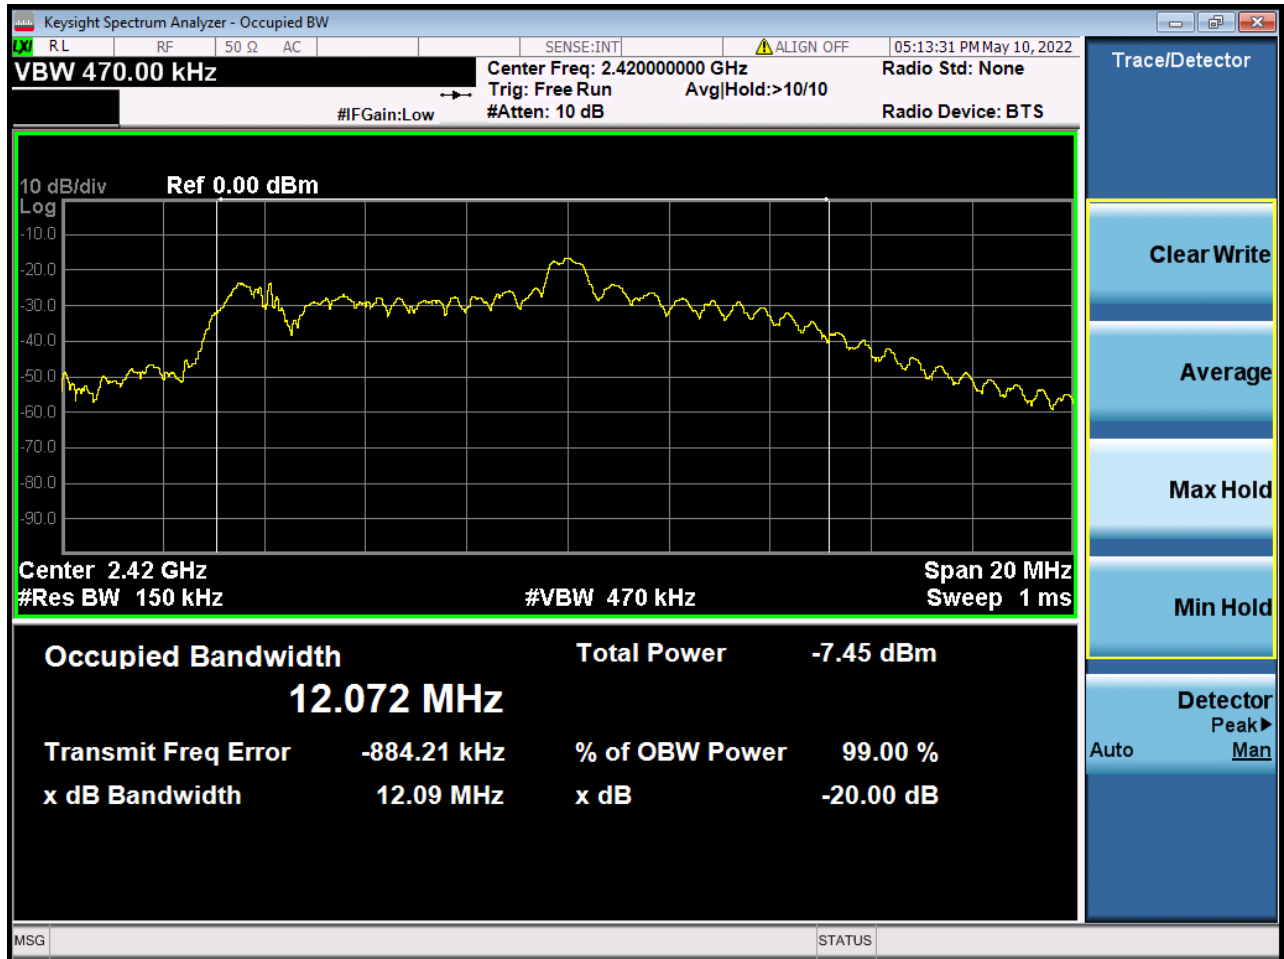 Keysight Spectrum Analyzer - Occupied BW
LXI RL RF 50 Ω AC SENSE:INT ALIGN OFF 05:13:31 PM May 10, 2022
VBW 470.00 kHz
Center Freq: 2.420000000 GHz Radio Std: None
Trig: Free Run Avg|Hold:>10/10
#IFGain:Low #Atten: 10 dB Radio Device: BTS
10 dB/div Ref 0.00 dBm
Log
-10.0
-20.0
-30.0
-40.0
-50.0
-60.0
-70.0
-80.0
-90.0
Center 2.42 GHz Span 20 MHz
#Res BW 150 kHz #VBW 470 kHz Sweep 1 ms
Occupied Bandwidth Total Power -7.45 dBm
12.072 MHz
Transmit Freq Error -884.21 kHz % of OBW Power 99.00 %
x dB Bandwidth 12.09 MHz x dB -20.00 dB
MSG STATUS
Trace/Detector
Clear Write
Average
Max Hold
Min Hold
Detector
Peak▶
Auto Man